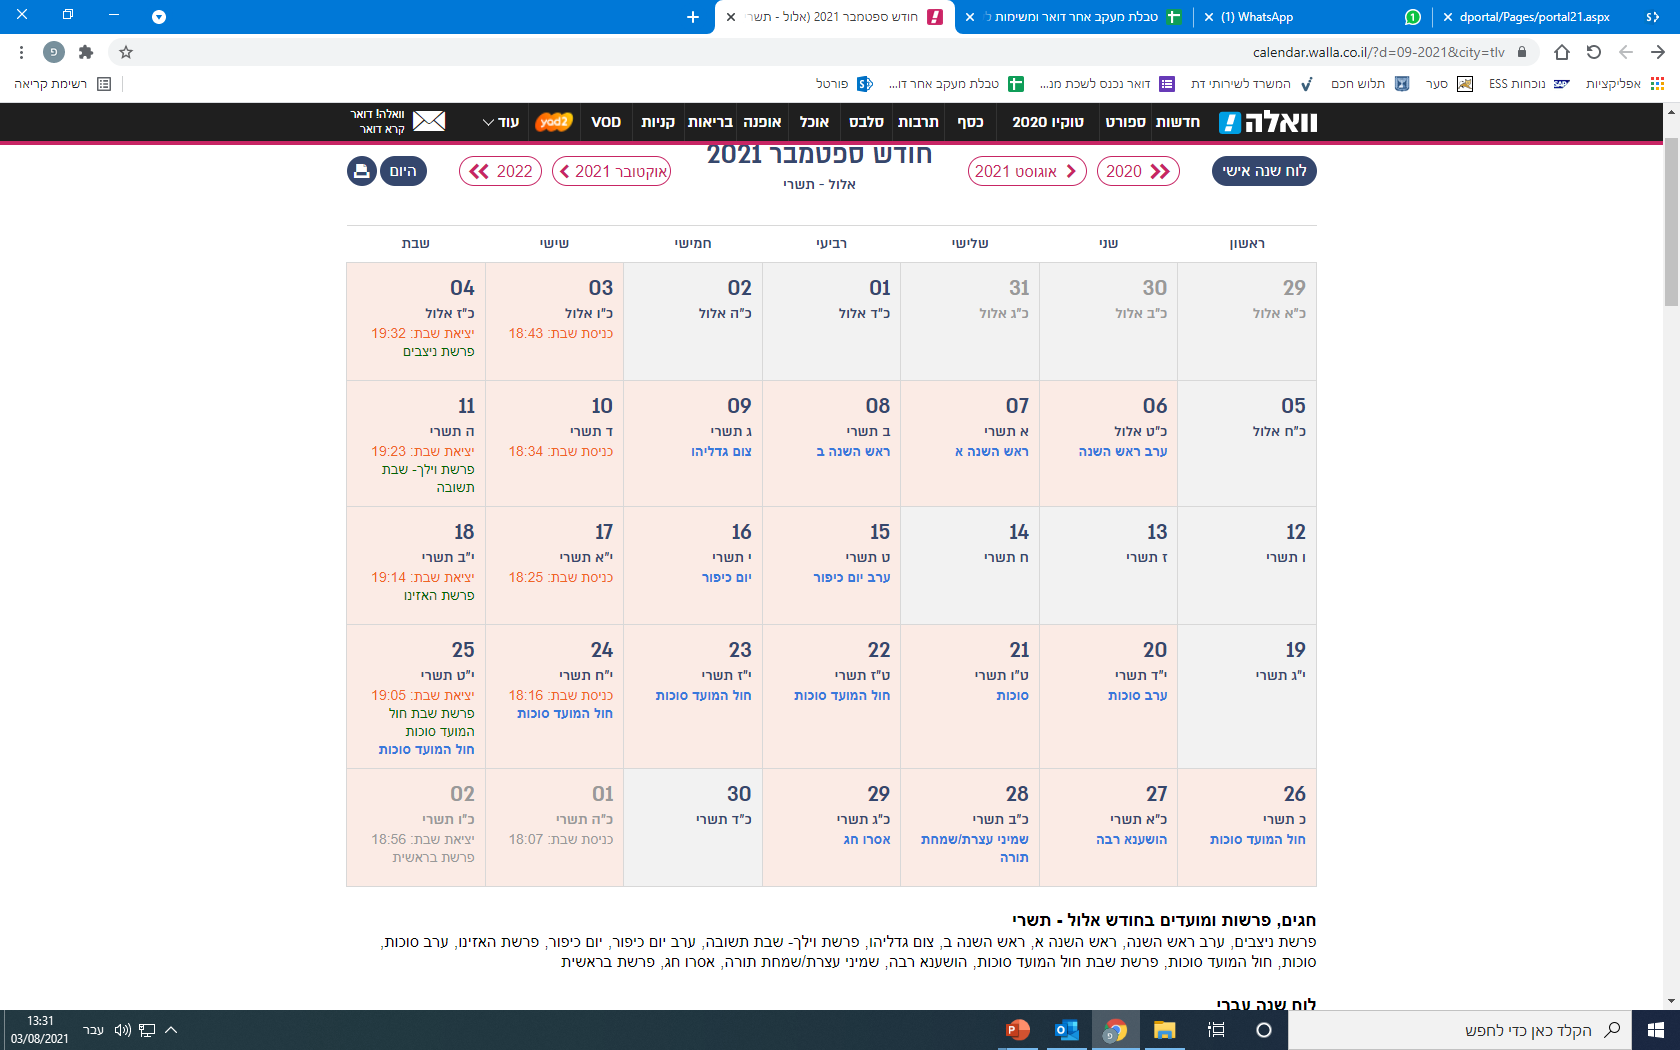 dportal/Pages/portal21.aspx
(1) WhatsApp
טבלת מעקב אחר דואר ומשימות ל
חודש ספטמבר 2021 (אלול - תשר
calendar.walla.co.il/?d=09-2021&city=tlv
אפליקציות
נוכחות ESS
סער
תלוש חכם
המשרד לשירותי דת
דואר נכנס לשכת מנ...
טבלת מעקב אחר דו...
פורטל
רשימת קריאה
וואלה!
חדשות
ספורט
טוקיו 2020
כסף
תרבות
סלבס
אוכל
אופנה
בריאות
קניות
VOD
yad2
עוד
וואלה! דואר
קרא דואר
לוח שנה אישי
2020
אוגוסט 2021
חודש ספטמבר 2021
אלול - תשרי
אוקטובר 2021
2022
היום
ראשון שני שלישי רביעי חמישי שישי שבת
29 30 31 01 02 03 04
כ"א אלול כ"ב אלול כ"ג אלול כ"ד אלול כ"ה אלול כ"ו אלול כ"ז אלול
כניסת שבת: 18:43 יציאת שבת: 19:32
פרשת ניצבים
05 06 07 08 09 10 11
כ"ח אלול כ"ט אלול א תשרי ב תשרי ג תשרי ד תשרי ה תשרי
ערב ראש השנה ראש השנה א ראש השנה ב צום גדליהו כניסת שבת: 18:34 יציאת שבת: 19:23
פרשת וילך- שבת
תשובה
12 13 14 15 16 17 18
ו תשרי ז תשרי ח תשרי ט תשרי י תשרי י"א תשרי י"ב תשרי
ערב יום כיפור יום כיפור כניסת שבת: 18:25 יציאת שבת: 19:14
פרשת האזינו
19 20 21 22 23 24 25
י"ג תשרי י"ד תשרי ט"ו תשרי ט"ז תשרי י"ז תשרי י"ח תשרי י"ט תשרי
ערב סוכות סוכות חול המועד סוכות חול המועד סוכות כניסת שבת: 18:16 יציאת שבת: 19:05
חול המועד סוכות פרשת שבת חול
המועד סוכות
חול המועד סוכות
26 27 28 29 30 01 02
כ תשרי כ"א תשרי כ"ב תשרי כ"ג תשרי כ"ד תשרי כ"ה תשרי כ"ו תשרי
חול המועד סוכות הושענא רבה שמיני עצרת/שמחת אסרו חג כניסת שבת: 18:07 יציאת שבת: 18:56
תורה פרשת בראשית
חגים, פרשות ומועדים בחודש אלול - תשרי
פרשת ניצבים, ערב ראש השנה, ראש השנה א, ראש השנה ב, צום גדליהו, פרשת וילך- שבת תשובה, ערב יום כיפור, יום כיפור, פרשת האזינו, ערב סוכות,
סוכות, חול המועד סוכות, פרשת שבת חול המועד סוכות, הושענא רבה, שמיני עצרת/שמחת תורה, אסרו חג, פרשת בראשית
לוח שנה עברי
הקלד כאן כדי לחפש
עבר
13:31
03/08/2021